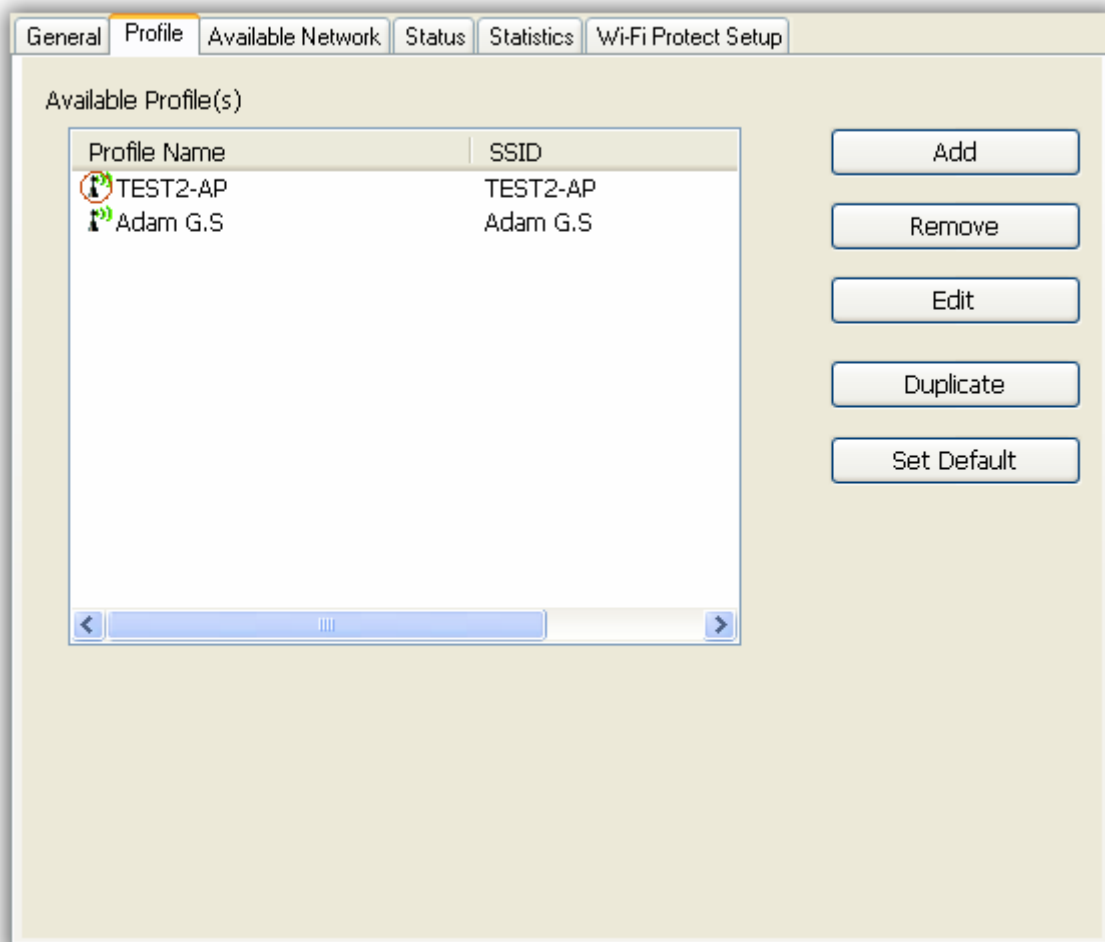 General Profile Available Network Status Statistics Wi-Fi Protect Setup
Available Profile(s)
Profile Name SSID
TEST2-AP TEST2-AP
Adam G.S Adam G.S
Add
Remove
Edit
Duplicate
Set Default